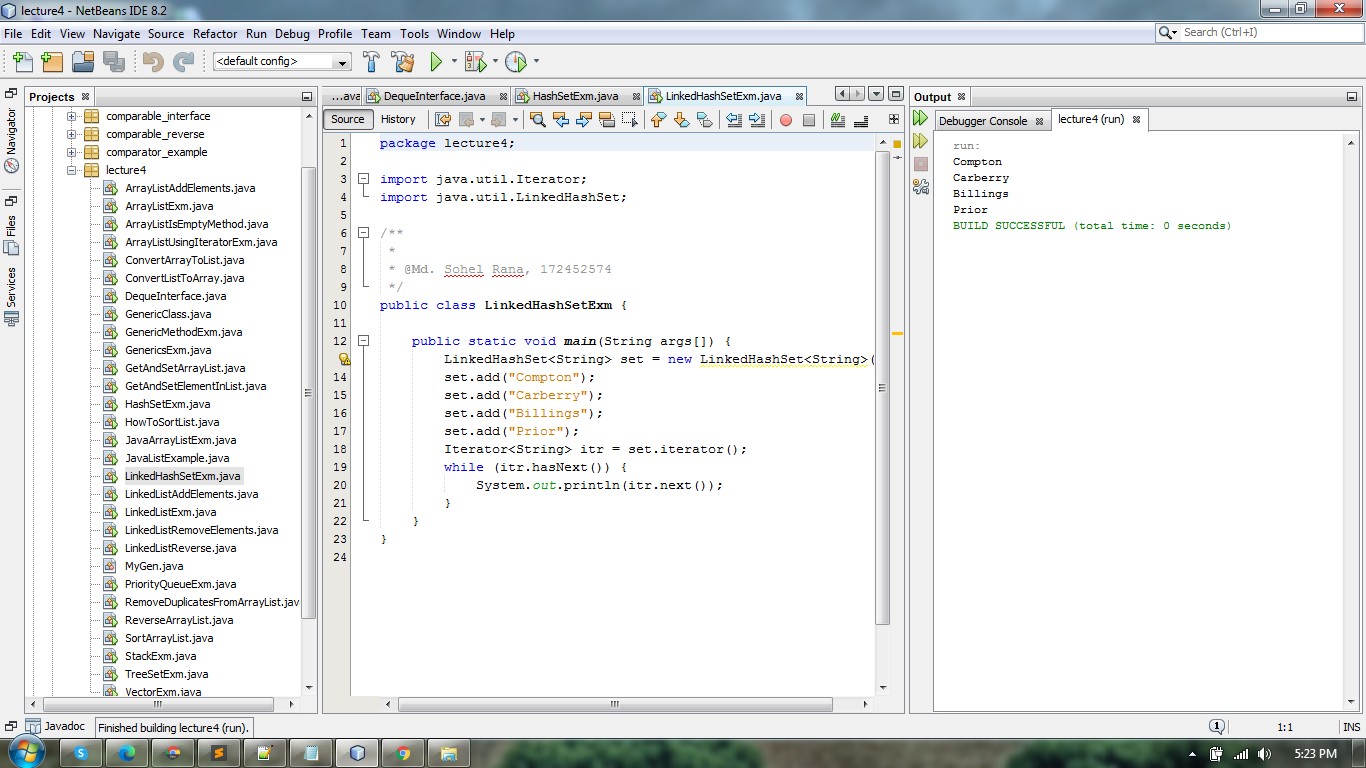 lecture4 - NetBeans IDE 8.2
File Edit View Navigate Source Refactor Run Debug Profile Team Tools Window Help
Search (Ctrl+I)
<default config>
Navigator
Files
Services
Projects
comparable_interface
comparable_reverse
comparator_example
lecture4
ArrayListAddElements.java
ArrayListExm.java
ArrayListIsEmptyMethod.java
ArrayListUsingIteratorExm.java
ConvertArrayToList.java
ConvertListToArray.java
DequeInterface.java
GenericClass.java
GenericMethodExm.java
GenericsExm.java
GetAndSetArrayList.java
GetAndSetElementInList.java
HashSetExm.java
HowToSortList.java
JavaArrayListExm.java
JavaListExample.java
LinkedHashSetExm.java
LinkedListAddElements.java
LinkedListExm.java
LinkedListRemoveElements.java
LinkedListReverse.java
MyGen.java
PriorityQueueExm.java
RemoveDuplicatesFromArrayList.jav
ReverseArrayList.java
SortArrayList.java
StackExm.java
TreeSetExm.java
VectorExm.java
...ava DequeInterface.java HashSetExm.java LinkedHashSetExm.java
Source History
1 package lecture4;
2
3 import java.util.Iterator;
4 import java.util.LinkedHashSet;
5
6 /**
7 *
8 * @Md. Sohel Rana, 172452574
9 */
10 public class LinkedHashSetExm {
11
12 public static void main(String args[]) {
LinkedHashSet<String> set = new LinkedHashSet<String>(
14 set.add("Compton");
15 set.add("Carberry");
16 set.add("Billings");
17 set.add("Prior");
18 Iterator<String> itr = set.iterator();
19 while (itr.hasNext()) {
20 System.out.println(itr.next());
21 }
22 }
23 }
24
Output
Debugger Console lecture4 (run)
run:
Compton
Carberry
Billings
Prior
BUILD SUCCESSFUL (total time: 0 seconds)
Javadoc Finished building lecture4 (run). 1 1:1 INS
5:23 PM